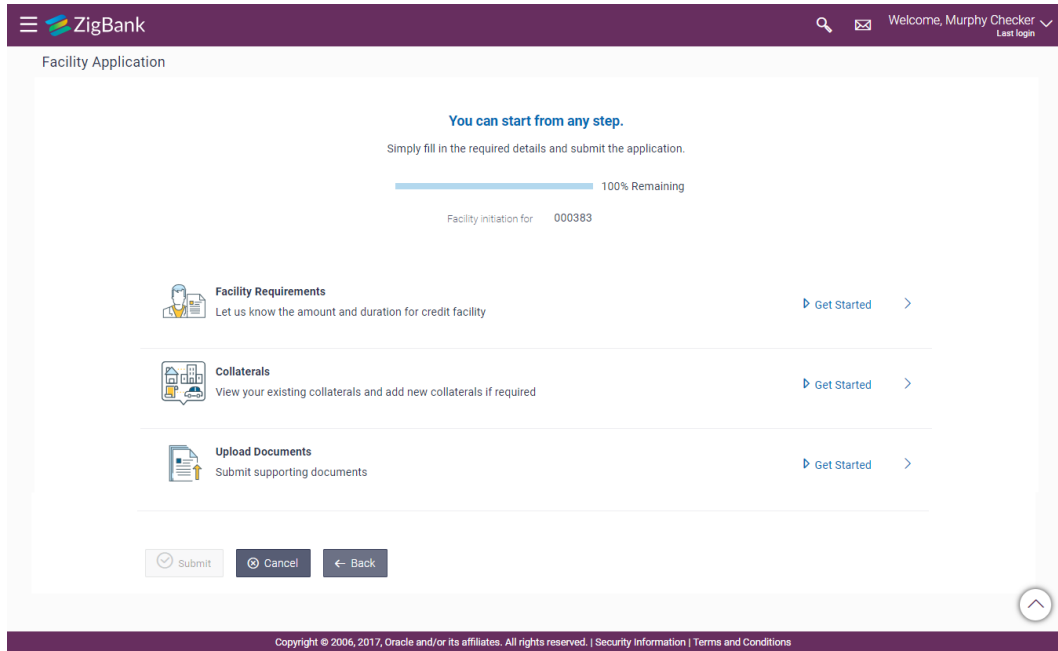 ZigBank
Welcome, Murphy Checker
Last login
Facility Application
You can start from any step.
Simply fill in the required details and submit the application.
100% Remaining
Facility initiation for 000383
Facility Requirements
Let us know the amount and duration for credit facility
Get Started
Collaterals
View your existing collaterals and add new collaterals if required
Get Started
Upload Documents
Submit supporting documents
Get Started
Submit Cancel Back
Copyright © 2006, 2017, Oracle and/or its affiliates. All rights reserved. | Security Information | Terms and Conditions